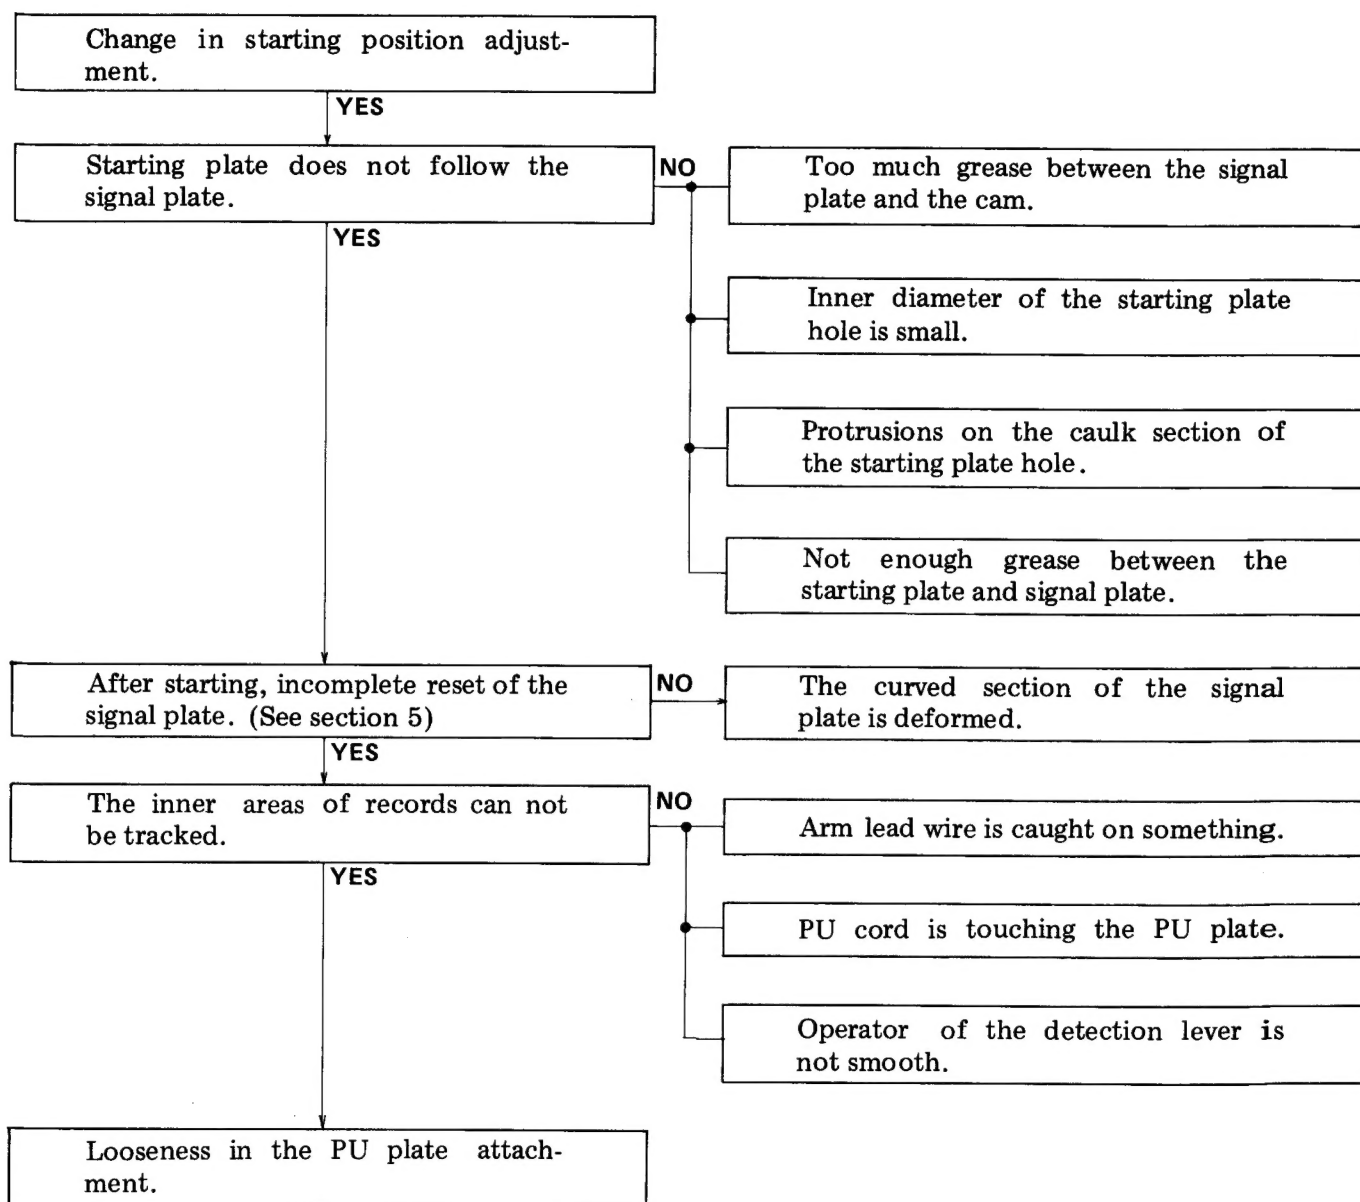 Change in starting position adjust-
ment.
YES
Starting plate does not follow the
signal plate.
NO
Too much grease between the signal
plate and the cam.
YES
Inner diameter of the starting plate
hole is small.
Protrusions on the caulk section of
the starting plate hole.
Not enough grease between the
starting plate and signal plate.
After starting, incomplete reset of the
signal plate. (See section 5)
NO
The curved section of the signal
plate is deformed.
YES
The inner areas of records can not
be tracked.
NO
Arm lead wire is caught on something.
YES
PU cord is touching the PU plate.
Operator of the detection lever is
not smooth.
Looseness in the PU plate attach-
ment.